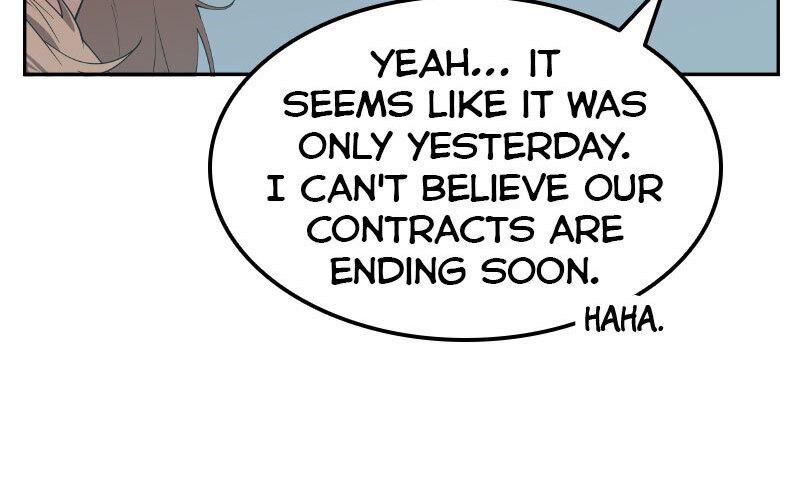 YEAH... IT
SEEMS LIKE IT WAS
ONLY YESTERDAY.
I CAN'T BELIEVE OUR
CONTRACTS ARE
ENDING SOON.
HAHA.